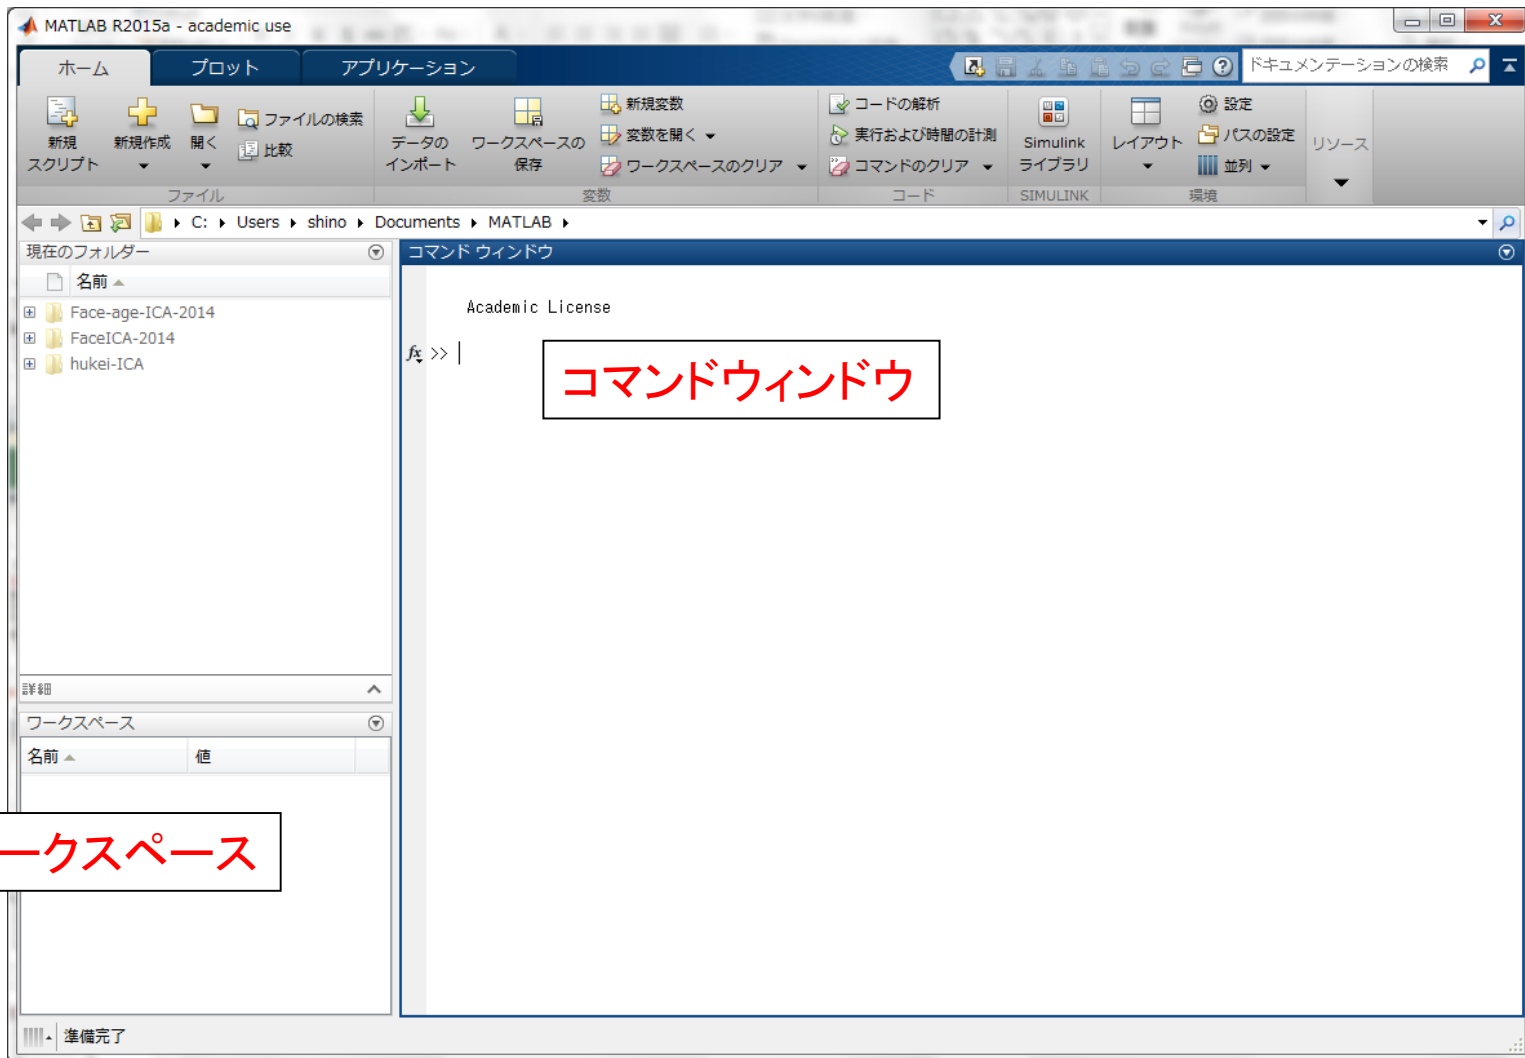 MATLAB R2015a - academic use
ホーム プロット アプリケーション ドキュメンテーションの検索
新規 スクリプト
新規作成
開く
ファイルの検索
比較
ファイル
データの インポート
ワークスペースの 保存
新規変数
変数を開く
ワークスペースのクリア
変数
コードの解析
実行および時間の計測
コマンドのクリア
コード
Simulink ライブラリ
SIMULINK
レイアウト
設定
パスの設定
並列
環境
リソース
C: Users shino Documents MATLAB
現在のフォルダー
名前
Face-age-ICA-2014
FaceICA-2014
hukei-ICA
詳細
ワークスペース
名前 値
ークスペース
コマンド ウィンドウ
Academic License
fx >>
コマンドウィンドウ
準備完了